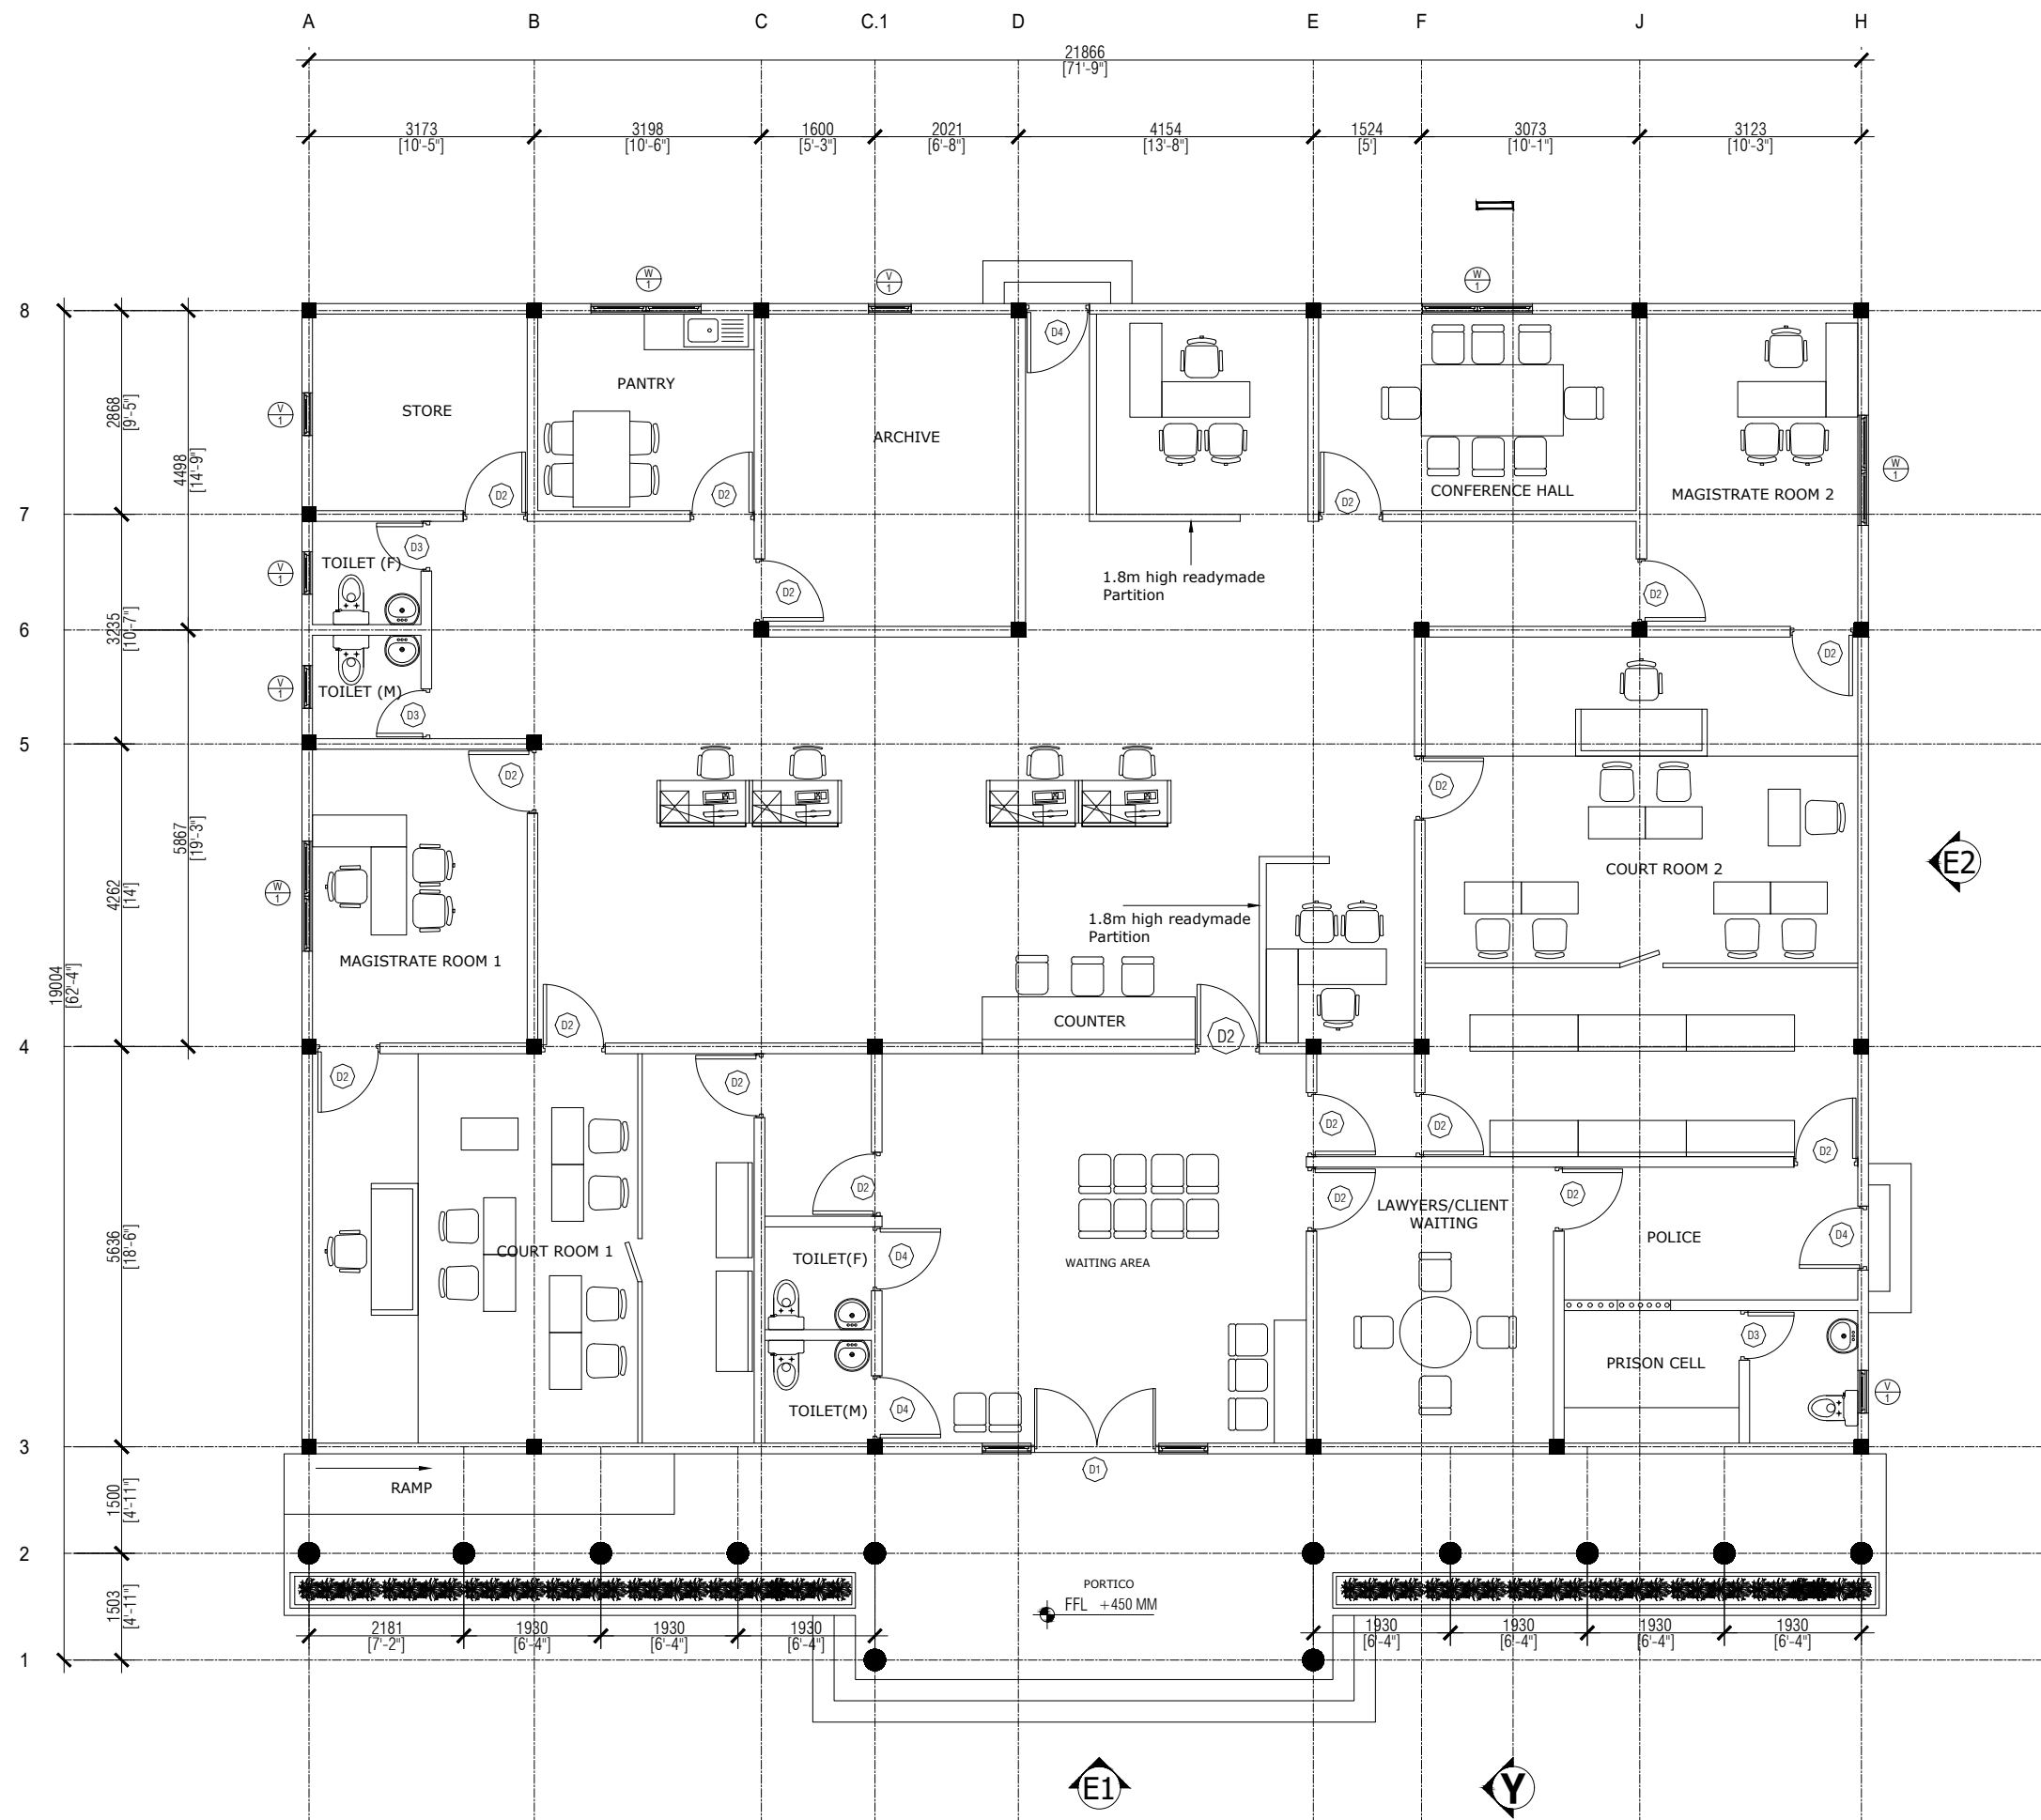 A B C C.1 D E F J H
21866
[71'-9"]
3173 3198 1600 2021 4154 1524 3073 3123
[10'-5"] [10'-6"] [5'-3"] [6'-8"] [13'-8"] [5'] [10'-1"] [10'-3"]
W
1
V
1
W
1
8
D4
2868
[9'-5"]
PANTRY
STORE
V
1
ARCHIVE
4498
[14'-9"]
W
1
CONFERENCE HALL
MAGISTRATE ROOM 2
D2
D2
D2
7
D3
TOILET (F)
V
1
1.8m high readymade
Partition
D2
D2
3235
[10'-7"]
6
D2
TOILET (M)
V
1
D3
5
D2
D2
5867
[19'-3"]
4262
[14']
W
1
COURT ROOM 2
E2
1.8m high readymade
Partition
MAGISTRATE ROOM 1
19004
[62'-4"]
D2
COUNTER
D2
4
D2
D2
D2
D2
D2
D2
D2
D2
LAWYERS/CLIENT
WAITING
POLICE
D4
5636
[18'-6"]
COURT ROOM 1
TOILET(F)
D4
WAITING AREA
D3
PRISON CELL
V
1
TOILET(M)
D4
3
D1
RAMP
1500
[4'-11"]
2
1503
[4'-11"]
PORTICO
FFL +450 MM
2181 1930 1930 1930 1930 1930 1930 1930
[7'-2"] [6'-4"] [6'-4"] [6'-4"] [6'-4"] [6'-4"] [6'-4"] [6'-4"]
1
E1
Y